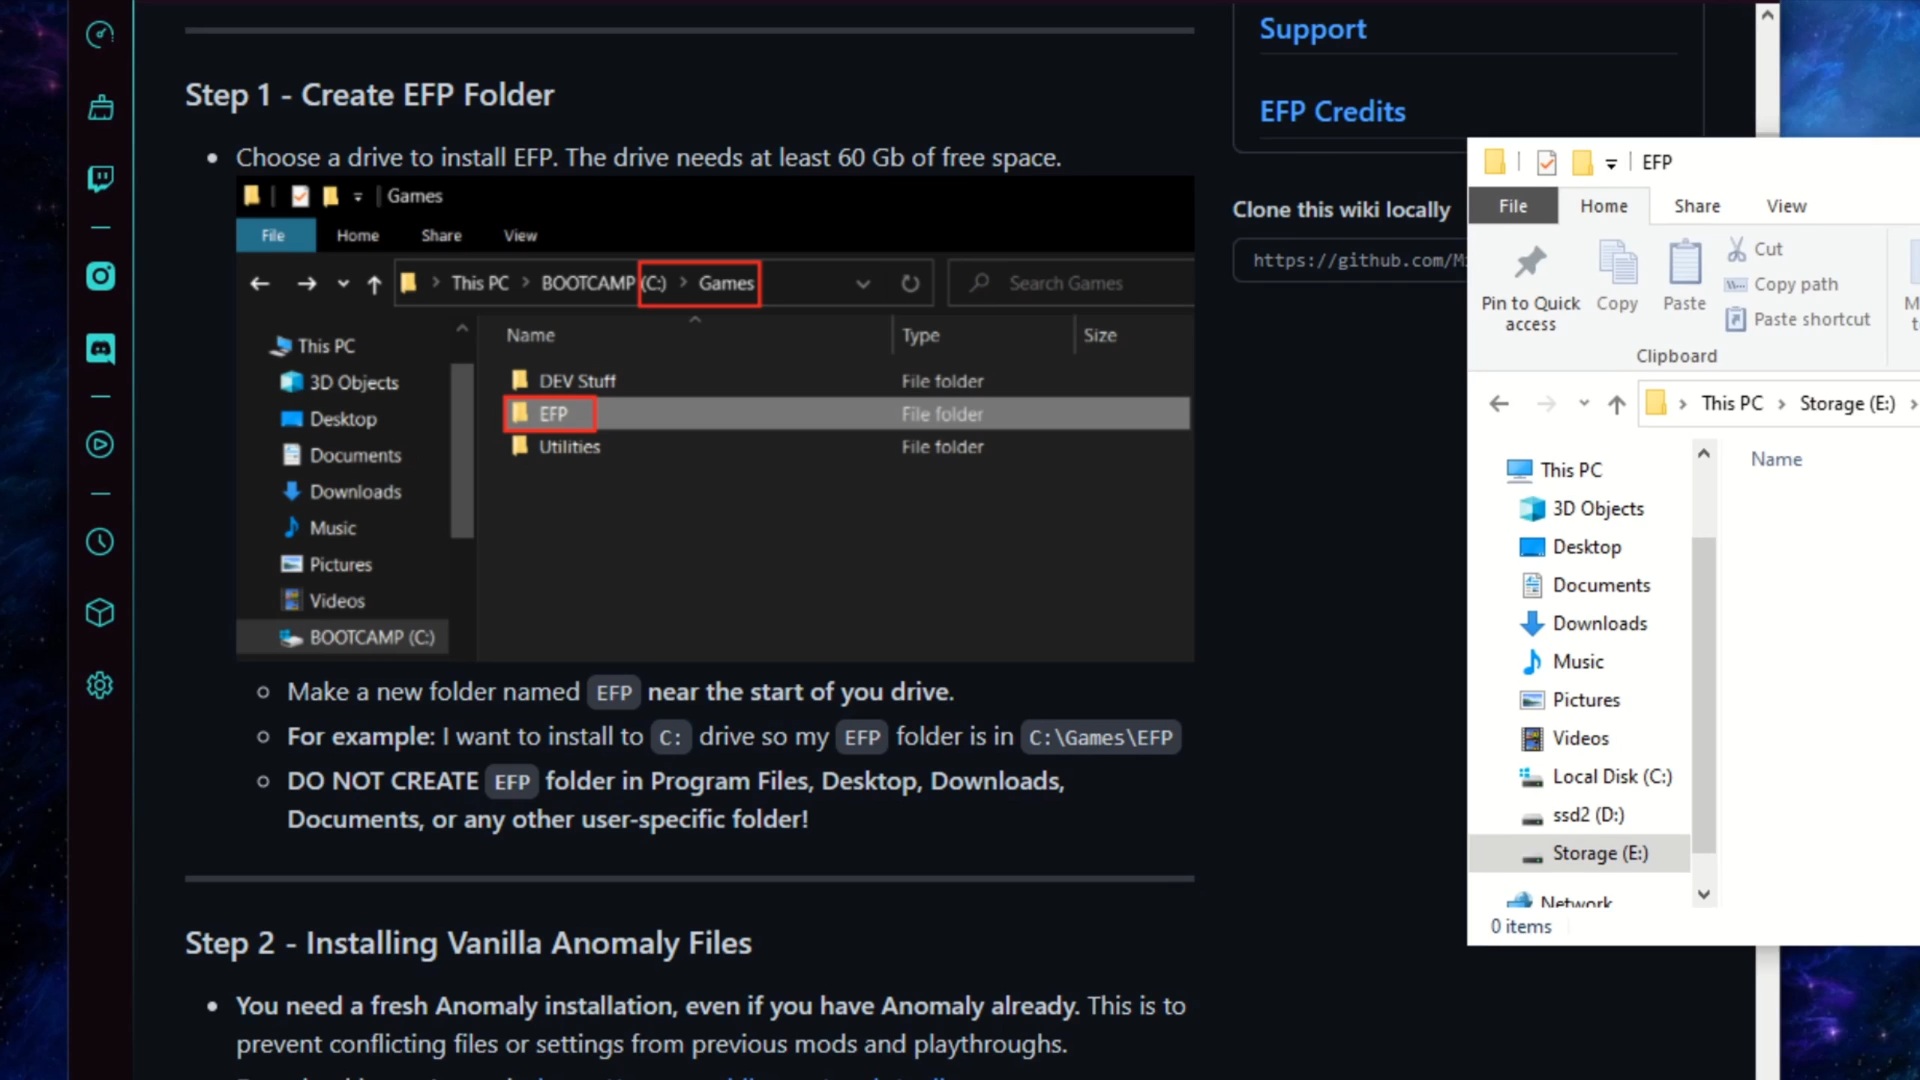 Step 1 - Create EFP Folder
Choose a drive to install EFP. The drive needs at least 60 Gb of free space.
Games
File Home Share View
This PC BOOTCAMP (C:) Games
Search Games
Name Type Size
This PC
3D Objects
Desktop
Documents
Downloads
Music
Pictures
Videos
BOOTCAMP (C:)
DEV Stuff File folder
EFP File folder
Utilities File folder
Make a new folder named EFP near the start of you drive.
For example: I want to install to C: drive so my EFP folder is in C:\Games\EFP
DO NOT CREATE EFP folder in Program Files, Desktop, Downloads,
Documents, or any other user-specific folder!
Step 2 - Installing Vanilla Anomaly Files
You need a fresh Anomaly installation, even if you have Anomaly already. This is to
prevent conflicting files or settings from previous mods and playthroughs.
Support
EFP Credits
Clone this wiki locally
https://github.com/M
EFP
File Home Share View
Pin to Quick
access
Copy
Paste
Cut
Copy path
Paste shortcut
Clipboard
This PC Storage (E:)
Name
This PC
3D Objects
Desktop
Documents
Downloads
Music
Pictures
Videos
Local Disk (C:)
ssd2 (D:)
Storage (E:)
Network
0 items